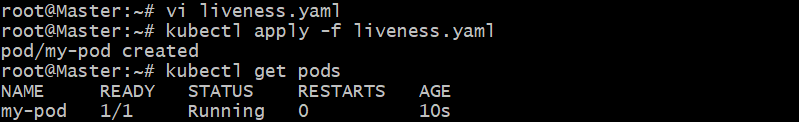 root@Master:~# vi liveness.yaml
root@Master:~# kubectl apply -f liveness.yaml
pod/my-pod created
root@Master:~# kubectl get pods
NAME READY STATUS RESTARTS AGE
my-pod 1/1 Running 0 10s